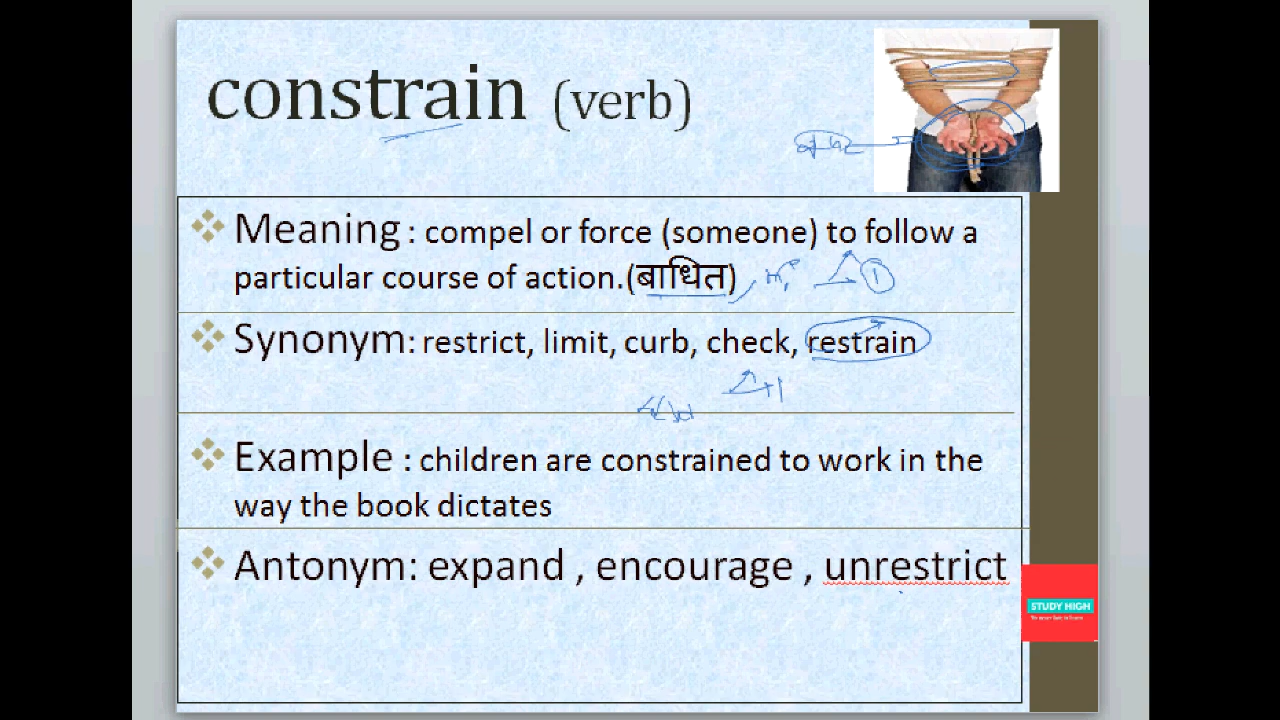 constrain (verb)
Meaning : compel or force (someone) to follow a
particular course of action.(बाधित)
Synonym: restrict, limit, curb, check, restrain
Example : children are constrained to work in the
way the book dictates
Antonym: expand , encourage , unrestrict
STUDY HIGH